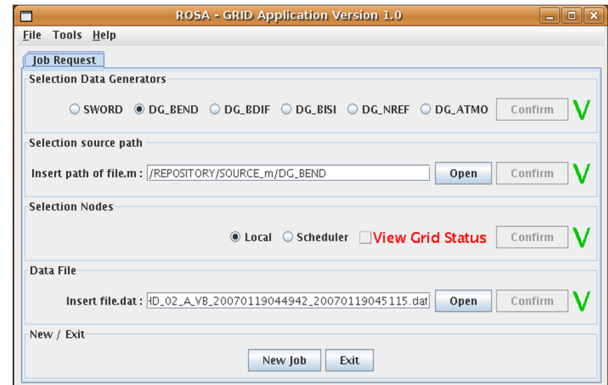 ROSA - GRID Application Version 1.0
File Tools Help
Job Request
Selection Data Generators
SWORD DG_BEND DG_BDIF DG_BISI DG_NREF DG_ATMO Confirm V
Selection source path
Insert path of file.m : /REPOSITORY/SOURCE_m/DG_BEND Open Confirm V
Selection Nodes
Local Scheduler View Grid Status Confirm V
Data File
Insert file.dat : HD_02_A_VB_20070119044942_20070119045115.dat Open Confirm V
New / Exit
New Job Exit